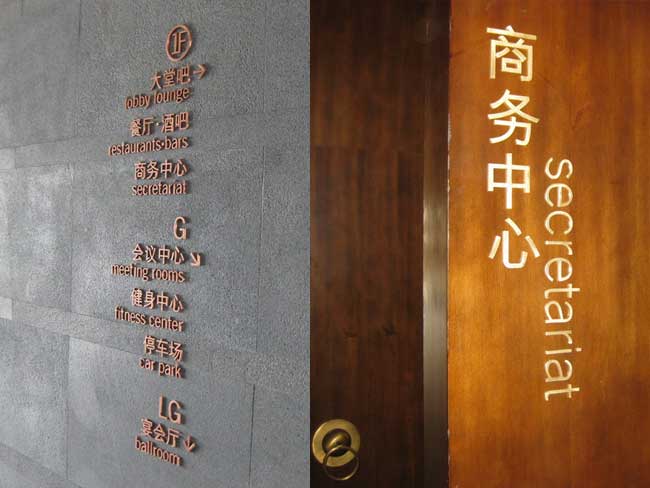 1F
大堂吧→
lobby lounge
餐厅·酒吧
restaurants·bars
商务中心
secretariat
G
会议中心↘
meeting rooms
健身中心
fitness center
停车场
car park
LG
宴会厅↓
ballroom
商务中心
secretariat